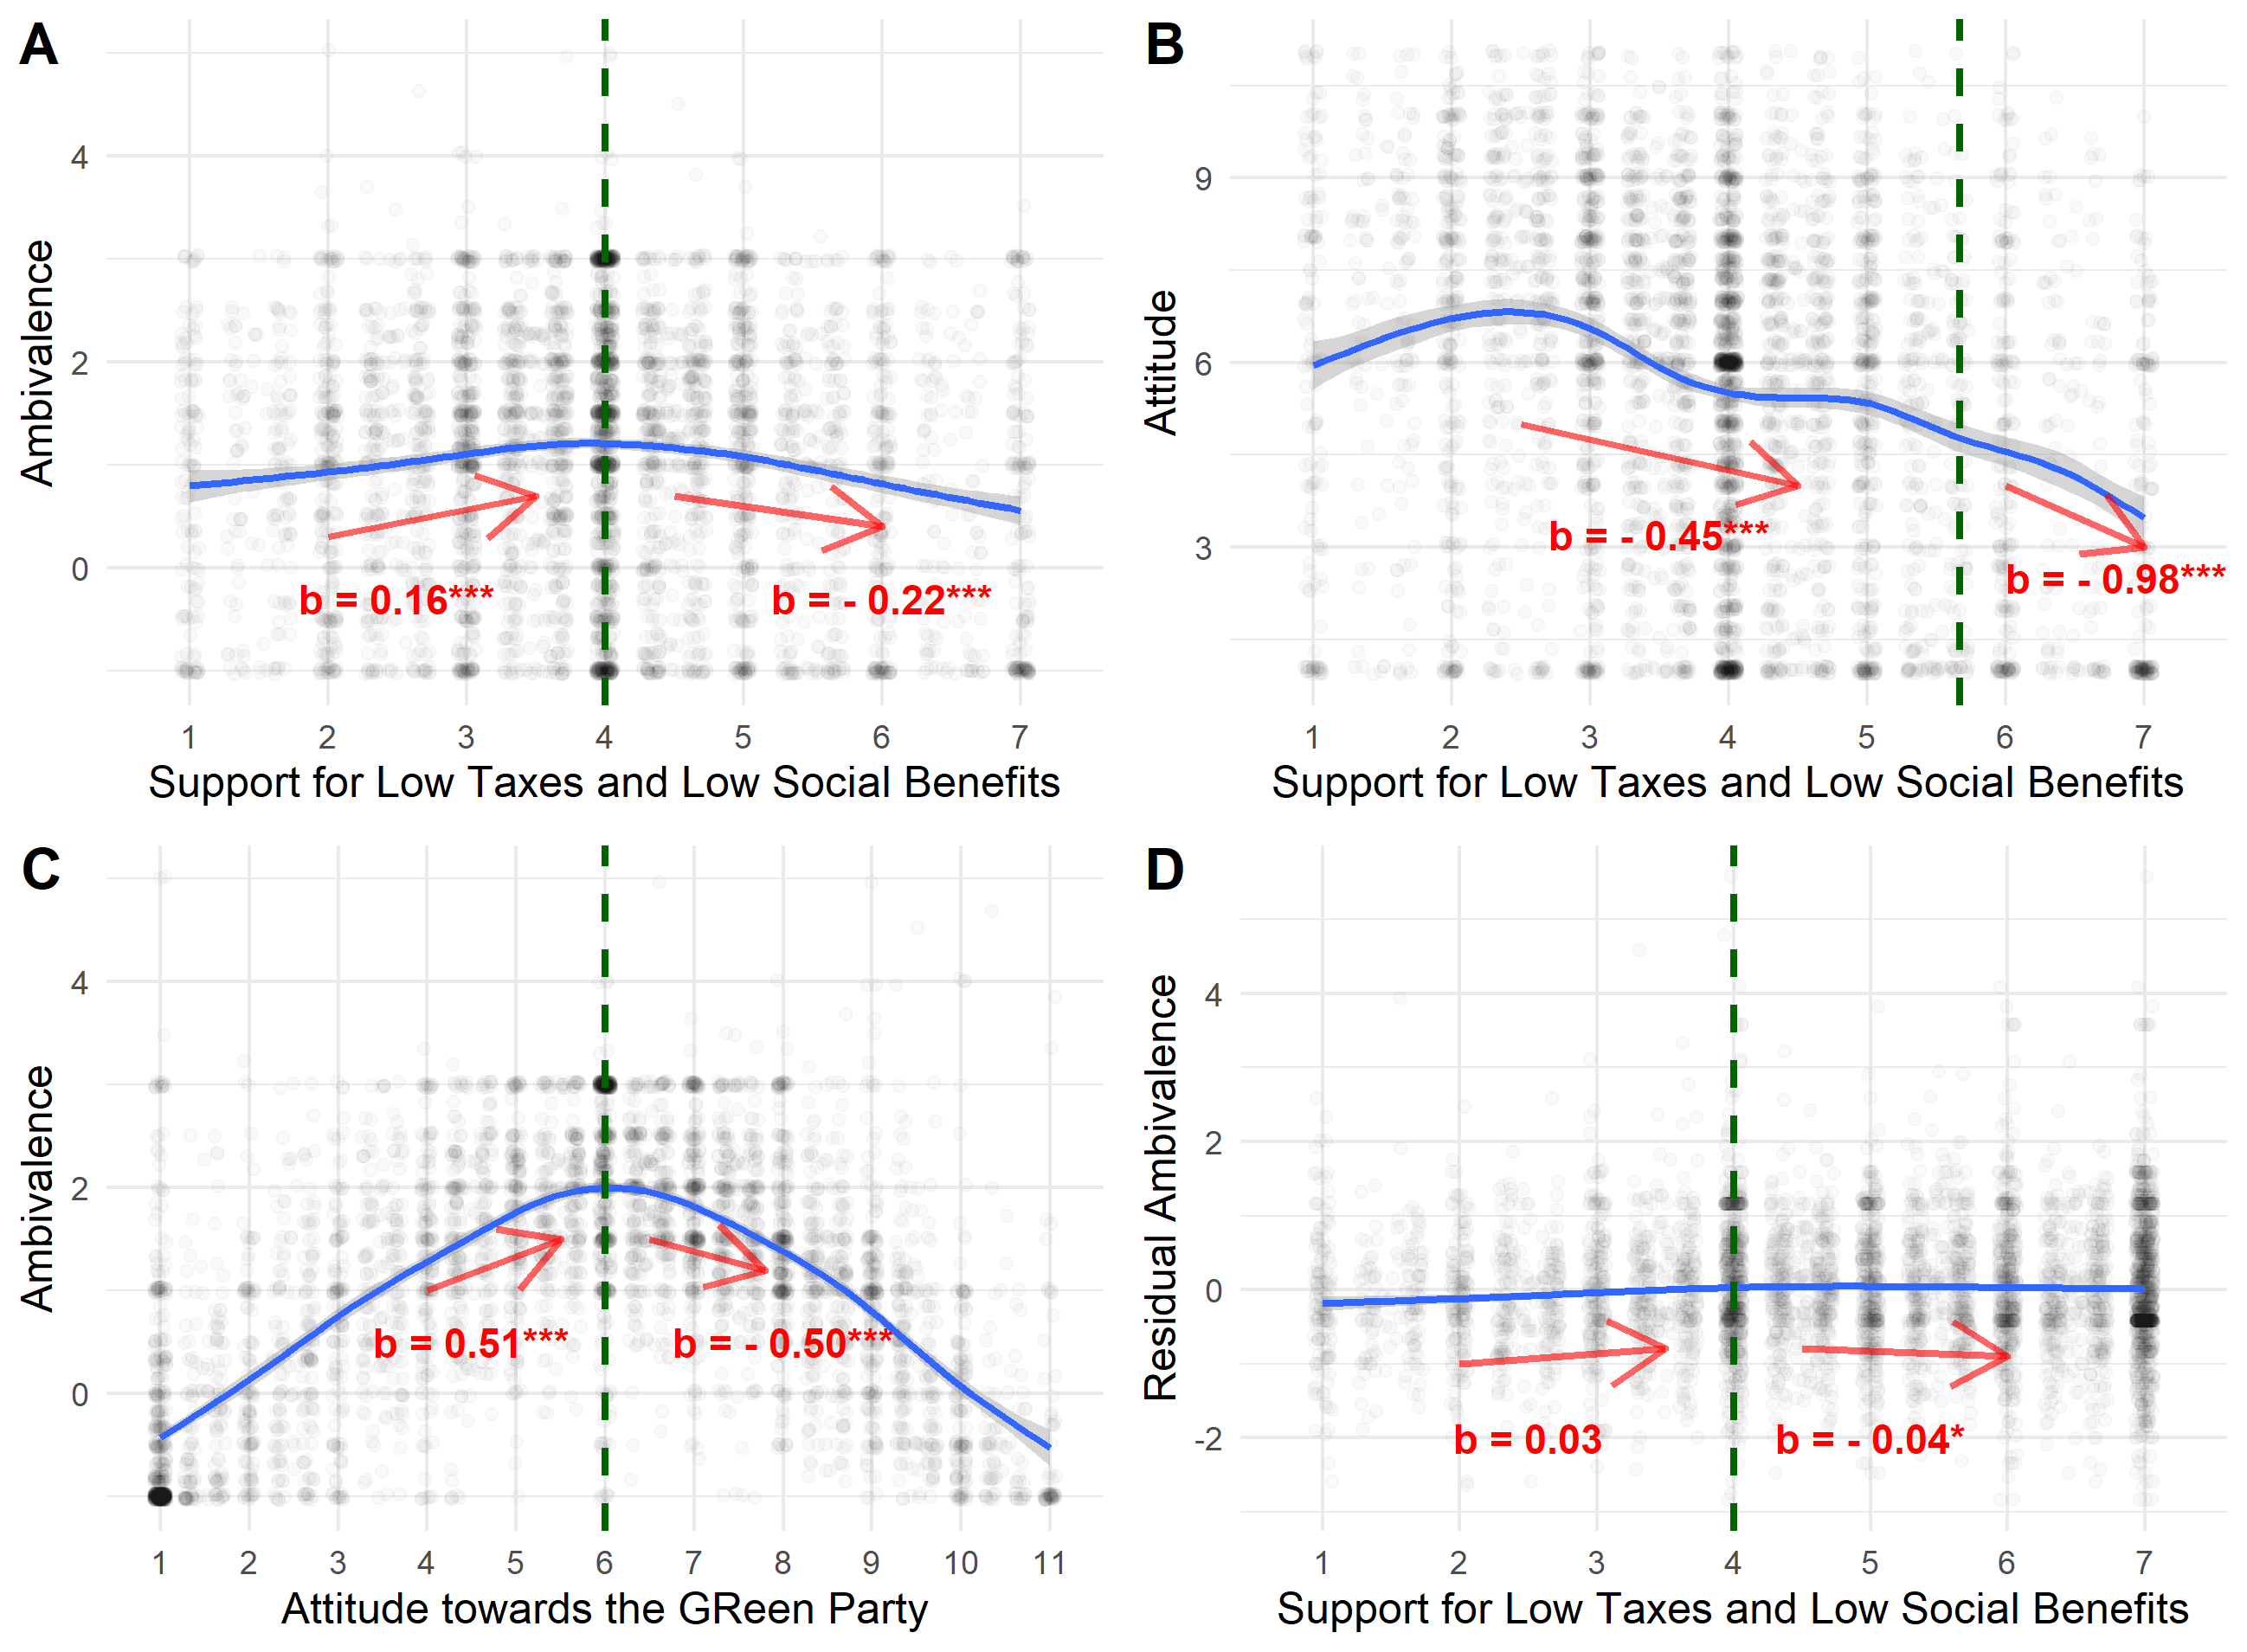 A
Ambivalence
4
2
0
b = 0.16***
b = - 0.22***
1 2 3 4 5 6 7
Support for Low Taxes and Low Social Benefits
B
Attitude
9
6
3
b = - 0.45***
b = - 0.98***
1 2 3 4 5 6 7
Support for Low Taxes and Low Social Benefits
C
Ambivalence
4
2
0
b = 0.51***
b = - 0.50***
1 2 3 4 5 6 7 8 9 10 11
Attitude towards the GReen Party
D
Residual Ambivalence
4
2
0
-2
b = 0.03
b = - 0.04*
1 2 3 4 5 6 7
Support for Low Taxes and Low Social Benefits